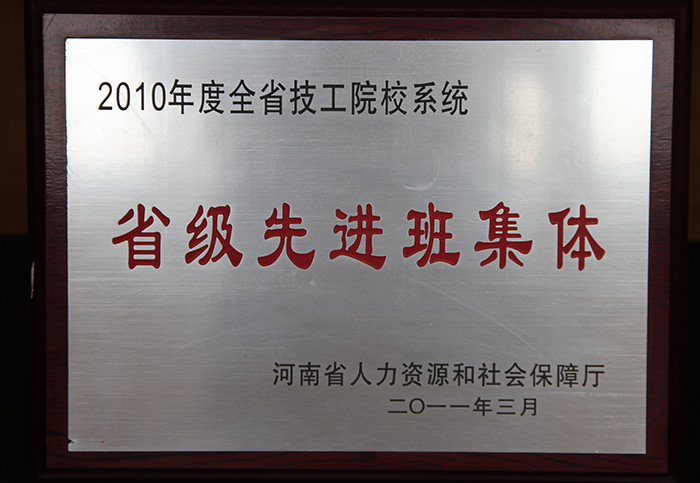 2010年度全省技工院校系统
省级先进班集体
河南省人力资源和社会保障厅
二〇一一年三月